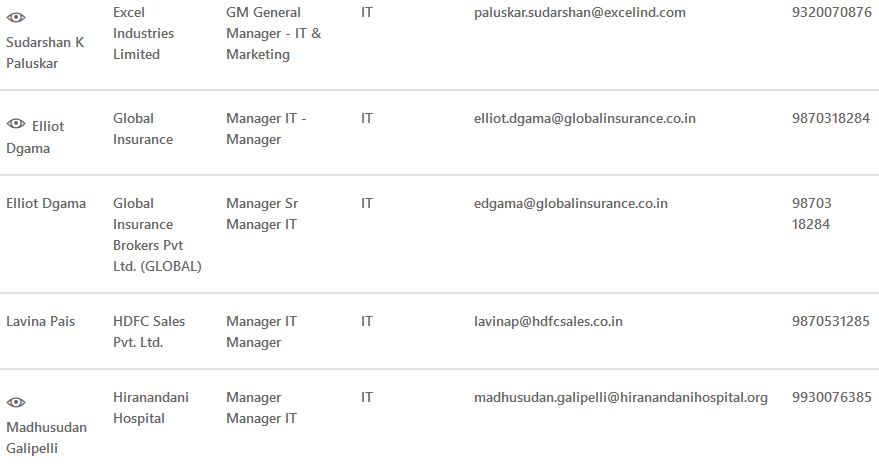 Sudarshan K
Paluskar
Excel
Industries
Limited
GM General
Manager - IT &
Marketing
IT
paluskar.sudarshan@excelind.com
9320070876
Elliot
Dgama
Global
Insurance
Manager IT -
Manager
IT
elliot.dgama@globalinsurance.co.in
9870318284
Elliot Dgama
Global
Insurance
Brokers Pvt
Ltd. (GLOBAL)
Manager Sr
Manager IT
IT
edgama@globalinsurance.co.in
98703
18284
Lavina Pais
HDFC Sales
Pvt. Ltd.
Manager IT
Manager
IT
lavinap@hdfcsales.co.in
9870531285
Madhusudan
Galipelli
Hiranandani
Hospital
Manager
Manager IT
IT
madhusudan.galipelli@hiranandanihospital.org
9930076385